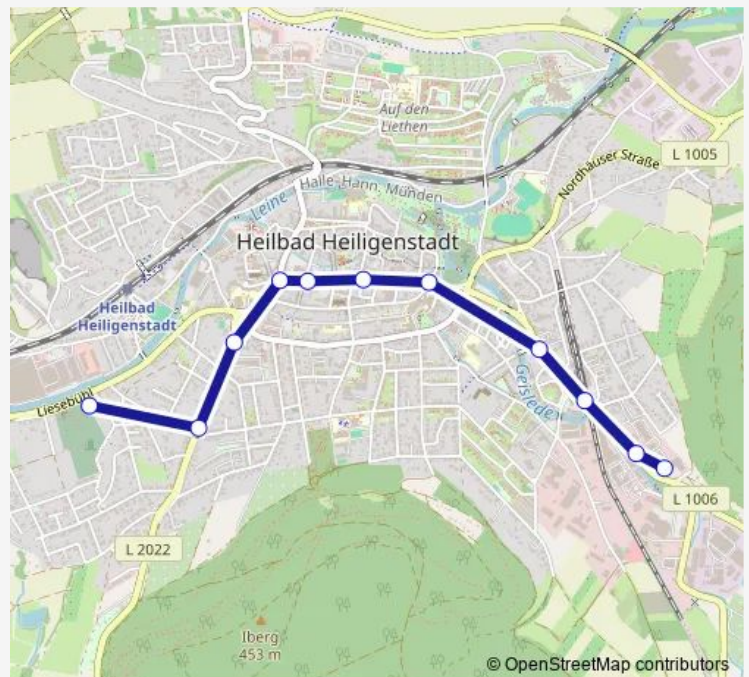 Auf den
Liethen
L 1005
Nordhäuser Straße
Halle-Hann. Münden
Leine
Heilbad Heiligenstadt
Heilbad
Heiligenstadt
Liesebühl
Geislede
L 1006
L 2022
Iberg
453 m
© OpenStreetMap contributors